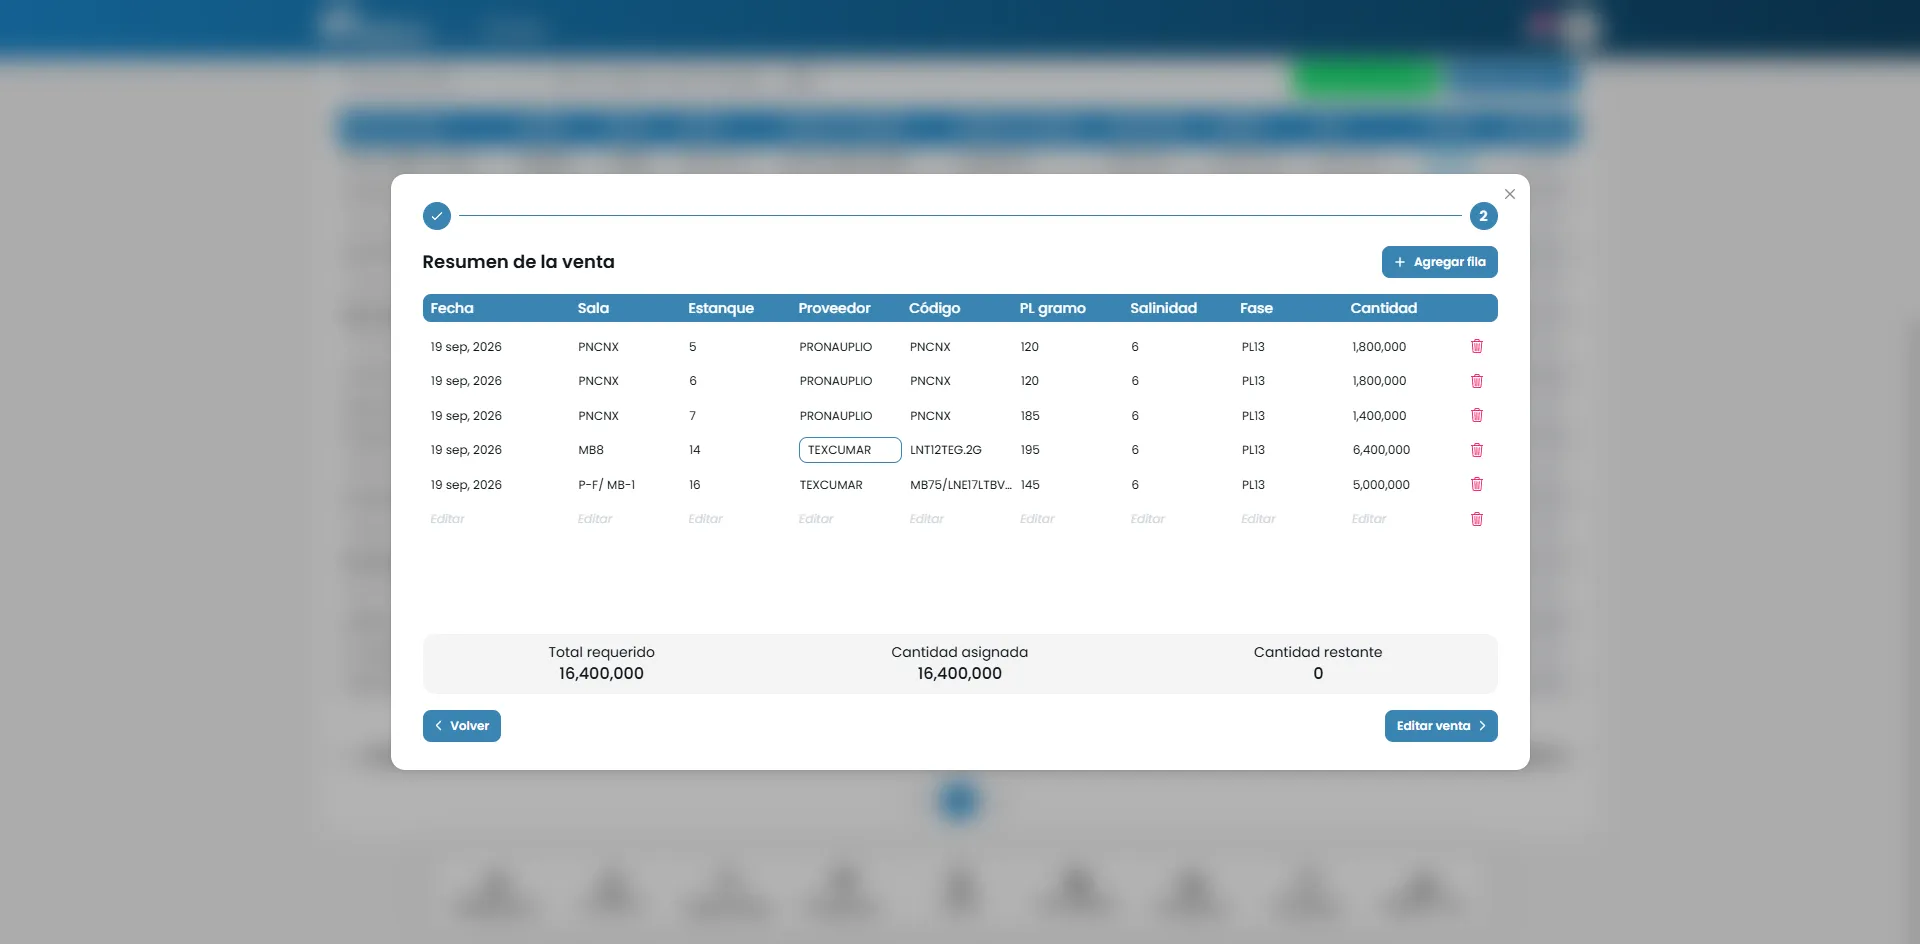 2
Resumen de la venta
+ Agregar fila
Fecha Sala Estanque Proveedor Código PL gramo Salinidad Fase Cantidad
19 sep, 2026 PNCNX 5 PRONAUPLIO PNCNX 120 6 PL13 1,800,000
19 sep, 2026 PNCNX 6 PRONAUPLIO PNCNX 120 6 PL13 1,800,000
19 sep, 2026 PNCNX 7 PRONAUPLIO PNCNX 185 6 PL13 1,400,000
19 sep, 2026 MB8 14 TEXCUMAR LNT12TEG.2G 195 6 PL13 6,400,000
19 sep, 2026 P-F/ MB-1 16 TEXCUMAR MB75/LNE17LTBV... 145 6 PL13 5,000,000
Editar Editar Editar Editar Editar Editar Editar Editar Editar
Total requerido Cantidad asignada Cantidad restante
16,400,000 16,400,000 0
Volver Editar venta